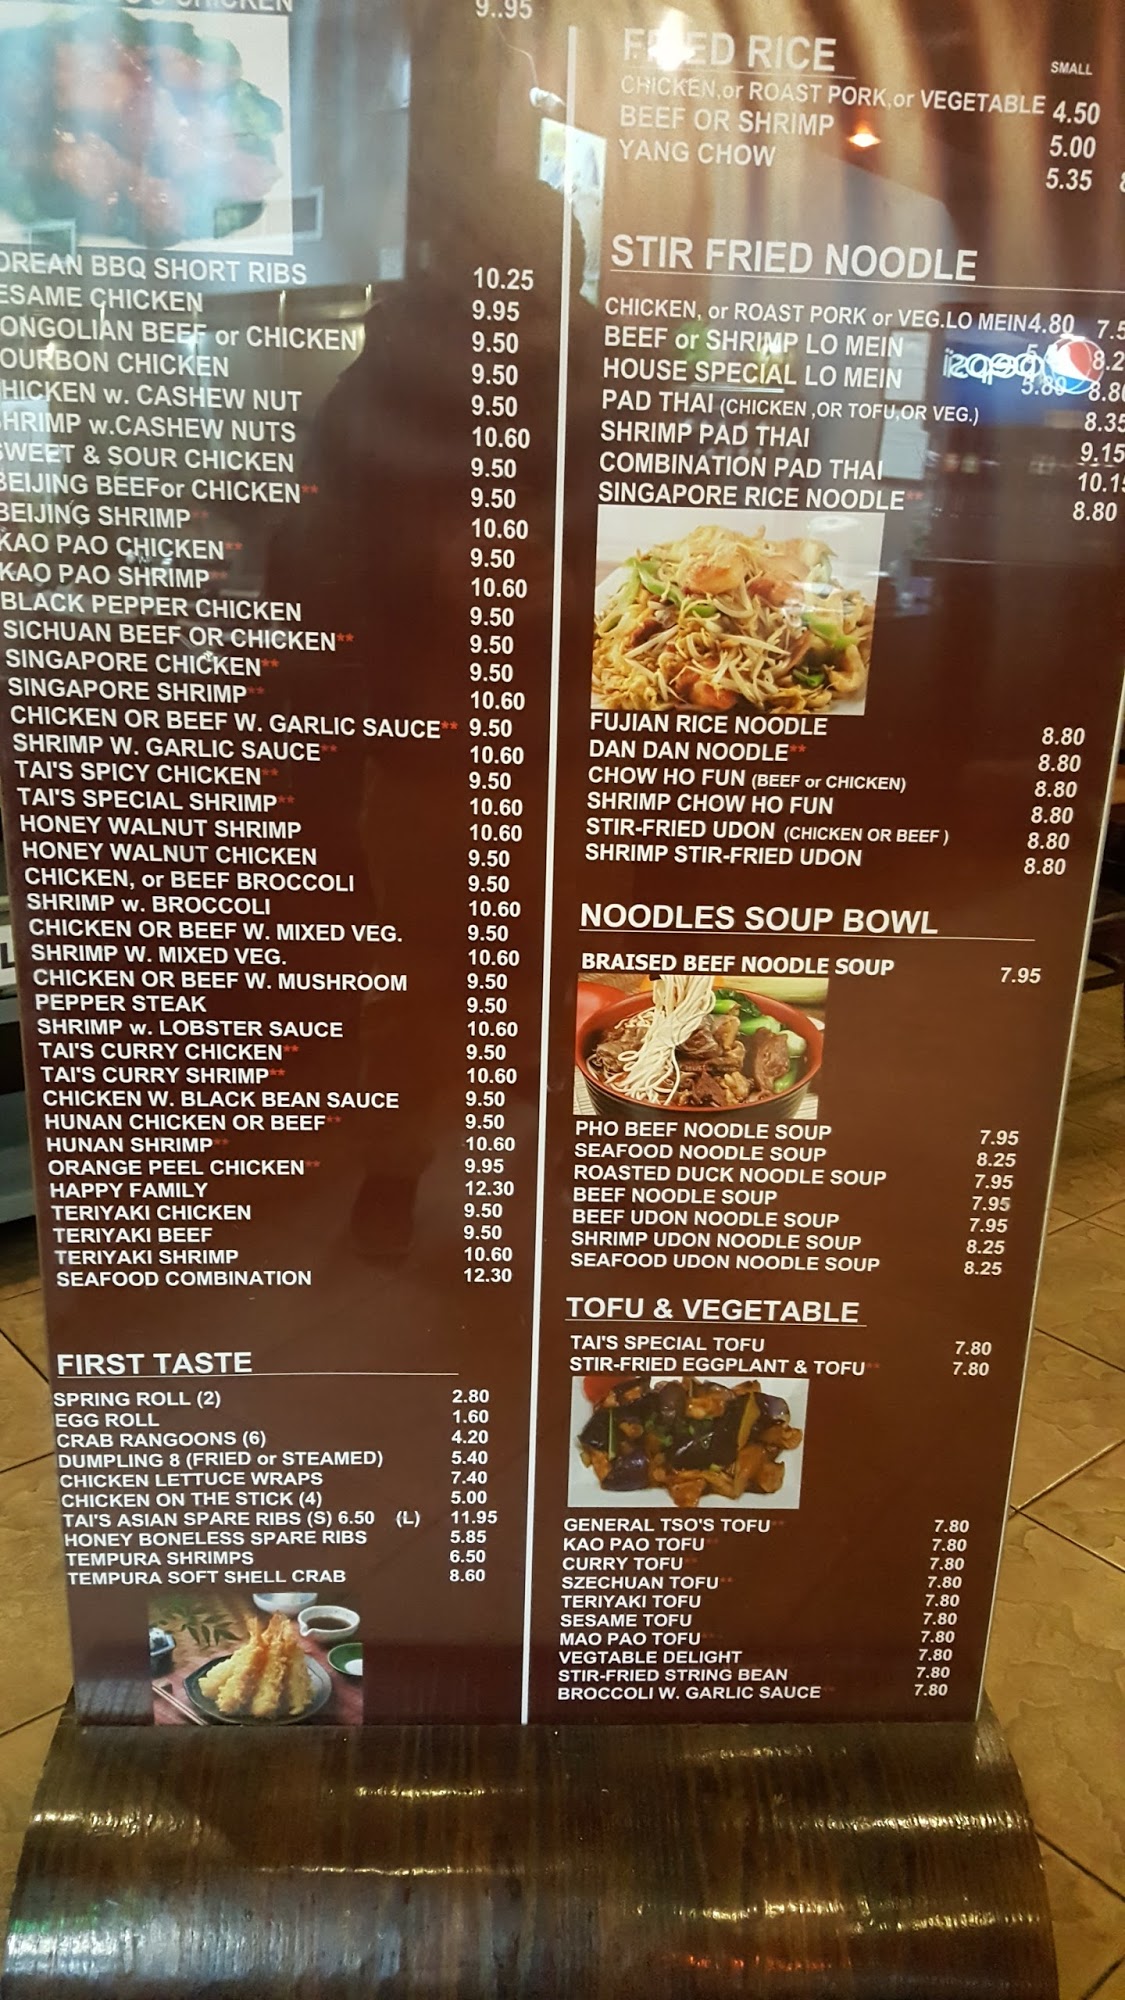 CHICKEN 9..95
BBQ SHORT RIBS 10.25
CHICKEN 9.95
BEEF or CHICKEN 9.50
CHICKEN 9.50
w. CASHEW NUT 9.50
w.CASHEW NUTS 10.60
& SOUR CHICKEN 9.50
BEIJING BEEFor CHICKEN** 9.50
BEIJING SHRIMP** 10.60
KAO PAO CHICKEN** 9.50
KAO PAO SHRIMP** 10.60
BLACK PEPPER CHICKEN 9.50
SICHUAN BEEF OR CHICKEN** 9.50
SINGAPORE CHICKEN** 9.50
SINGAPORE SHRIMP** 10.60
CHICKEN OR BEEF W. GARLIC SAUCE** 9.50
SHRIMP W. GARLIC SAUCE** 10.60
TAI'S SPICY CHICKEN** 9.50
TAI'S SPECIAL SHRIMP** 10.60
HONEY WALNUT SHRIMP 10.60
HONEY WALNUT CHICKEN 9.50
CHICKEN, or BEEF BROCCOLI 9.50
SHRIMP w. BROCCOLI 10.60
CHICKEN OR BEEF W. MIXED VEG. 9.50
SHRIMP W. MIXED VEG. 10.60
CHICKEN OR BEEF W. MUSHROOM 9.50
PEPPER STEAK 9.50
SHRIMP w. LOBSTER SAUCE 10.60
TAI'S CURRY CHICKEN** 9.50
TAI'S CURRY SHRIMP** 10.60
CHICKEN W. BLACK BEAN SAUCE 9.50
HUNAN CHICKEN OR BEEF** 9.50
HUNAN SHRIMP** 10.60
ORANGE PEEL CHICKEN** 9.95
HAPPY FAMILY 12.30
TERIYAKI CHICKEN 9.50
TERIYAKI BEEF 9.50
TERIYAKI SHRIMP 10.60
SEAFOOD COMBINATION 12.30
FIRST TASTE
SPRING ROLL (2) 2.80
EGG ROLL 1.60
CRAB RANGOONS (6) 4.20
DUMPLING 8 (FRIED or STEAMED) 5.40
CHICKEN LETTUCE WRAPS 7.40
CHICKEN ON THE STICK (4) 5.00
TAI'S ASIAN SPARE RIBS (S) 6.50 (L) 11.95
HONEY BONELESS SPARE RIBS 5.85
TEMPURA SHRIMPS 6.50
TEMPURA SOFT SHELL CRAB 8.60
FRIED RICE SMALL
CHICKEN,or ROAST PORK,or VEGETABLE 4.50
BEEF OR SHRIMP 5.00
YANG CHOW 5.35
STIR FRIED NOODLE
CHICKEN, or ROAST PORK or VEG.LO MEIN 4.80
BEEF or SHRIMP LO MEIN
HOUSE SPECIAL LO MEIN 5.80 8.80
PAD THAI (CHICKEN ,OR TOFU,OR VEG.) 8.35
SHRIMP PAD THAI 9.15
COMBINATION PAD THAI
SINGAPORE RICE NOODLE** 8.80
pepsi
FUJIAN RICE NOODLE 8.80
DAN DAN NOODLE** 8.80
CHOW HO FUN (BEEF or CHICKEN) 8.80
SHRIMP CHOW HO FUN 8.80
STIR-FRIED UDON (CHICKEN OR BEEF ) 8.80
SHRIMP STIR-FRIED UDON 8.80
NOODLES SOUP BOWL
BRAISED BEEF NOODLE SOUP 7.95
PHO BEEF NOODLE SOUP 7.95
SEAFOOD NOODLE SOUP 8.25
ROASTED DUCK NOODLE SOUP 7.95
BEEF NOODLE SOUP 7.95
BEEF UDON NOODLE SOUP 7.95
SHRIMP UDON NOODLE SOUP 8.25
SEAFOOD UDON NOODLE SOUP 8.25
TOFU & VEGETABLE
TAI'S SPECIAL TOFU 7.80
STIR-FRIED EGGPLANT & TOFU** 7.80
GENERAL TSO'S TOFU** 7.80
KAO PAO TOFU** 7.80
CURRY TOFU** 7.80
SZECHUAN TOFU** 7.80
TERIYAKI TOFU 7.80
SESAME TOFU 7.80
MAO PAO TOFU** 7.80
VEGTABLE DELIGHT 7.80
STIR-FRIED STRING BEAN 7.80
BROCCOLI W. GARLIC SAUCE** 7.80